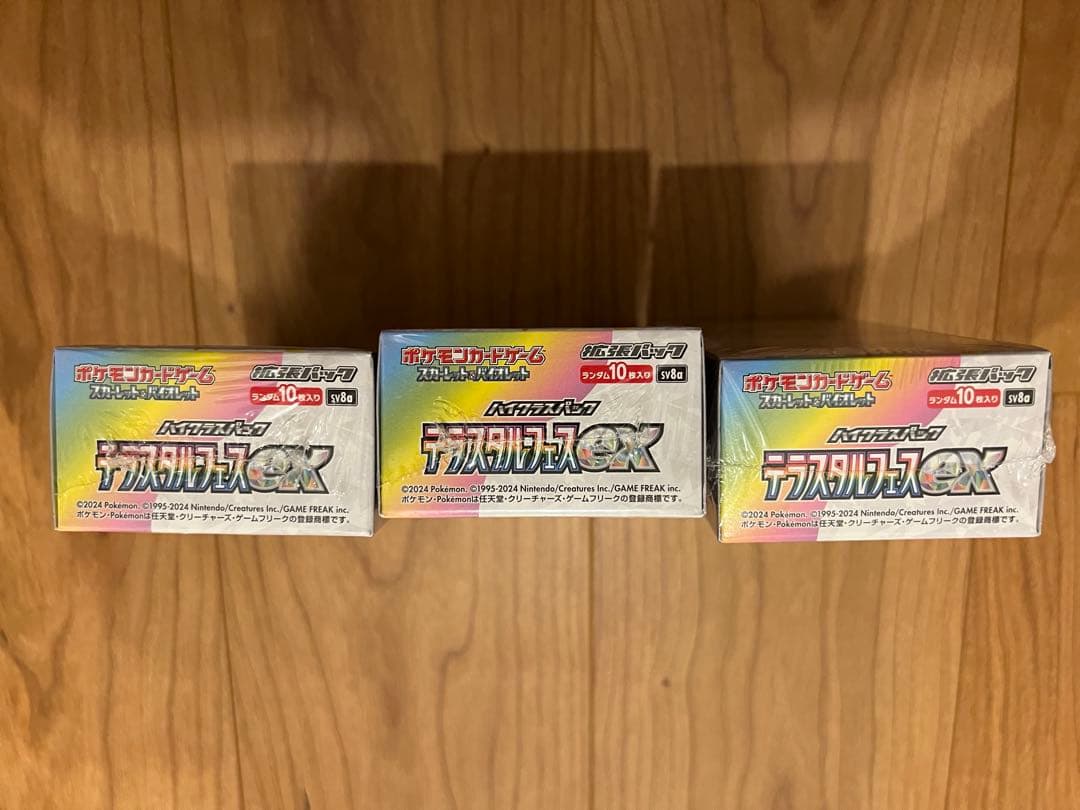 ポケモンカードゲーム 拡張パック
スカーレット&バイオレット ランダム10枚入り sv8a
ハイクラスパック
テラスタルフェスex
©2024 Pokémon. ©1995-2024 Nintendo/Creatures Inc./GAME FREAK inc.
ポケモン・Pokémonは任天堂・クリーチャーズ・ゲームフリークの登録商標です。
ポケモンカードゲーム 拡張パック
スカーレット&バイオレット ランダム10枚入り sv8a
ハイクラスパック
テラスタルフェスex
©2024 Pokémon. ©1995-2024 Nintendo/Creatures Inc./GAME FREAK inc.
ポケモン・Pokémonは任天堂・クリーチャーズ・ゲームフリークの登録商標です。
ポケモンカードゲーム 拡張パック
スカーレット&バイオレット ランダム10枚入り sv8a
ハイクラスパック
テラスタルフェスex
©2024 Pokémon. ©1995-2024 Nintendo/Creatures Inc./GAME FREAK inc.
ポケモン・Pokémonは任天堂・クリーチャーズ・ゲームフリークの登録商標です。